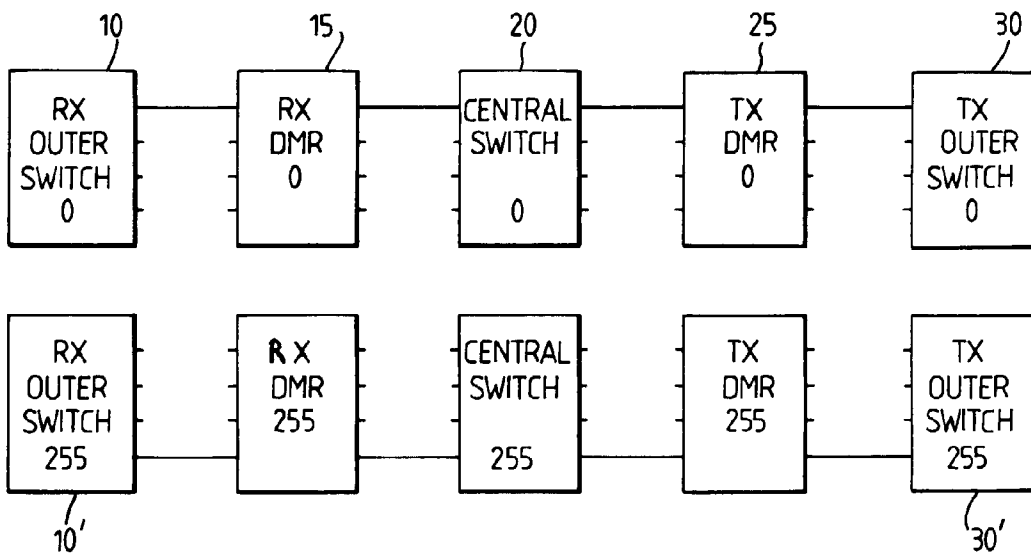 10
15
20
25
30
RX
OUTER
SWITCH
0
RX
DMR
0
CENTRAL
SWITCH
0
TX
DMR
0
TX
OUTER
SWITCH
0
RX
OUTER
SWITCH
255
RX
DMR
255
CENTRAL
SWITCH
255
TX
DMR
255
TX
OUTER
SWITCH
255
10'
30'